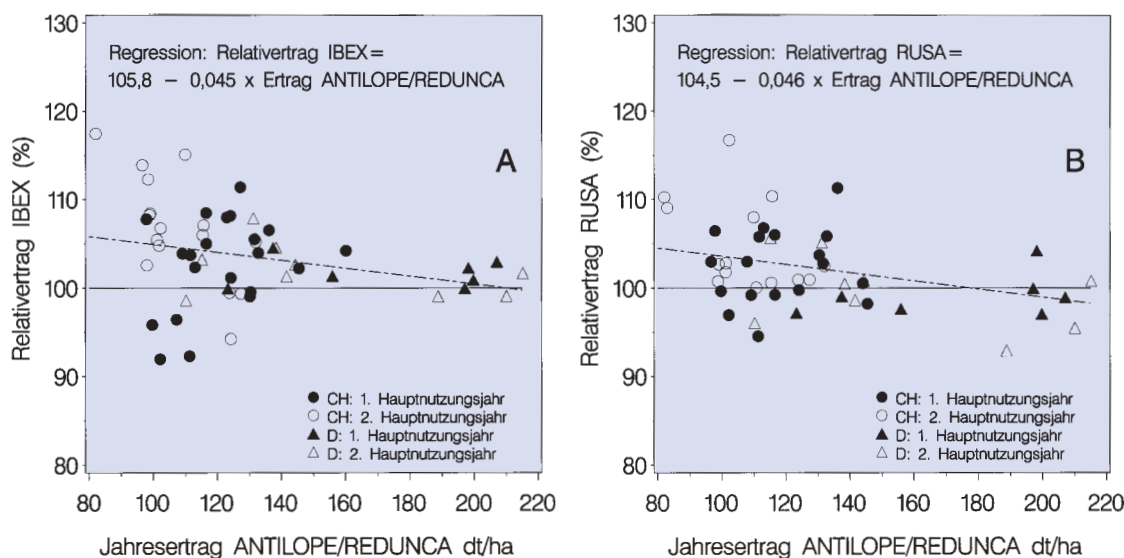 130
120
110
100
90
80
Relativertrag IBEX (%)
Regression: Relativertrag IBEX=
105,8 – 0,045 x Ertrag ANTILOPE/REDUNCA
A
CH: 1. Hauptnutzungsjahr
CH: 2. Hauptnutzungsjahr
D: 1. Hauptnutzungsjahr
D: 2. Hauptnutzungsjahr
80 100 120 140 160 180 200 220
Jahresertrag ANTILOPE/REDUNCA dt/ha
130
120
110
100
90
80
Relativertrag RUSA (%)
Regression: Relativertrag RUSA=
104,5 – 0,046 x Ertrag ANTILOPE/REDUNCA
B
CH: 1. Hauptnutzungsjahr
CH: 2. Hauptnutzungsjahr
D: 1. Hauptnutzungsjahr
D: 2. Hauptnutzungsjahr
80 100 120 140 160 180 200 220
Jahresertrag ANTILOPE/REDUNCA dt/ha